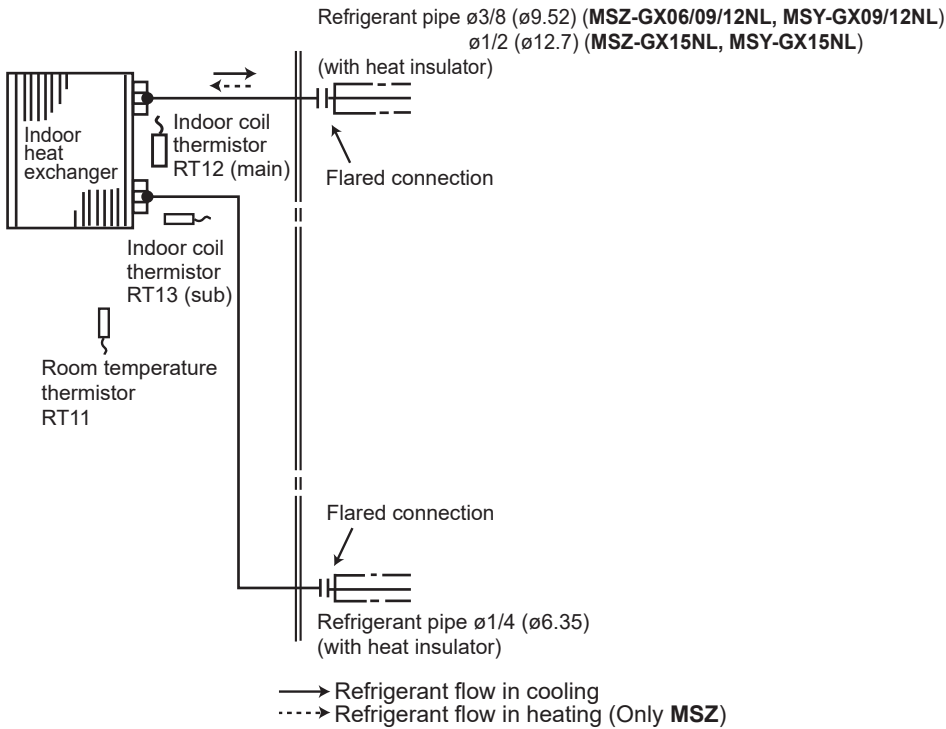 Refrigerant pipe ø3/8 (ø9.52) (MSZ-GX06/09/12NL, MSY-GX09/12NL)
ø1/2 (ø12.7) (MSZ-GX15NL, MSY-GX15NL)
(with heat insulator)
Indoor
heat
exchanger
Indoor coil
thermistor
RT12 (main)
Flared connection
Indoor coil
thermistor
RT13 (sub)
Room temperature
thermistor
RT11
Flared connection
Refrigerant pipe ø1/4 (ø6.35)
(with heat insulator)
Refrigerant flow in cooling
Refrigerant flow in heating (Only MSZ)